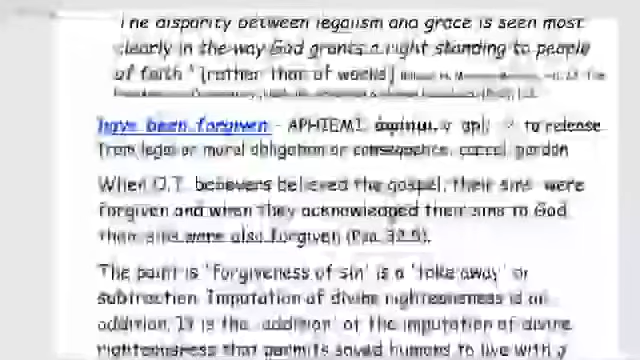 The disparity between legalism and grace is seen most
clearly in the way God grants a right standing to people
of faith" [rather than of works]
have been forgiven - APHIEMI, to release
from legal or moral obligation or consequence, cancel, pardon
When O.T. believers believed the gospel, their sins were
forgiven and when they acknowledged their sins to God
their sins were also forgiven (Psa. 32:5).
The point is 'forgiveness of sin' is a 'take away' or
subtraction. Imputation of divine righteousness is an
addition. It is the 'addition' of the imputation of divine
righteousness that permits saved humans to live with